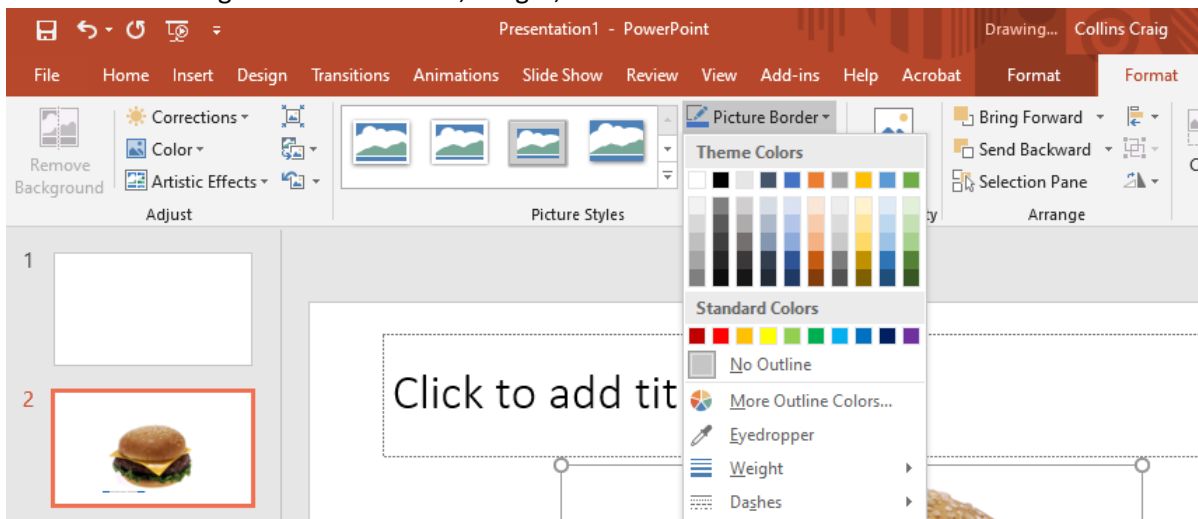 Presentation1 - PowerPoint
Drawing... Collins Craig
File Home Insert Design Transitions Animations Slide Show Review View Add-ins Help Acrobat Format Format
Remove Background
Corrections
Color
Artistic Effects
Adjust
Picture Styles
Picture Border
Theme Colors
Standard Colors
No Outline
More Outline Colors...
Eyedropper
Weight
Dashes
Bring Forward
Send Backward
Selection Pane
Arrange
1
2
Click to add tit